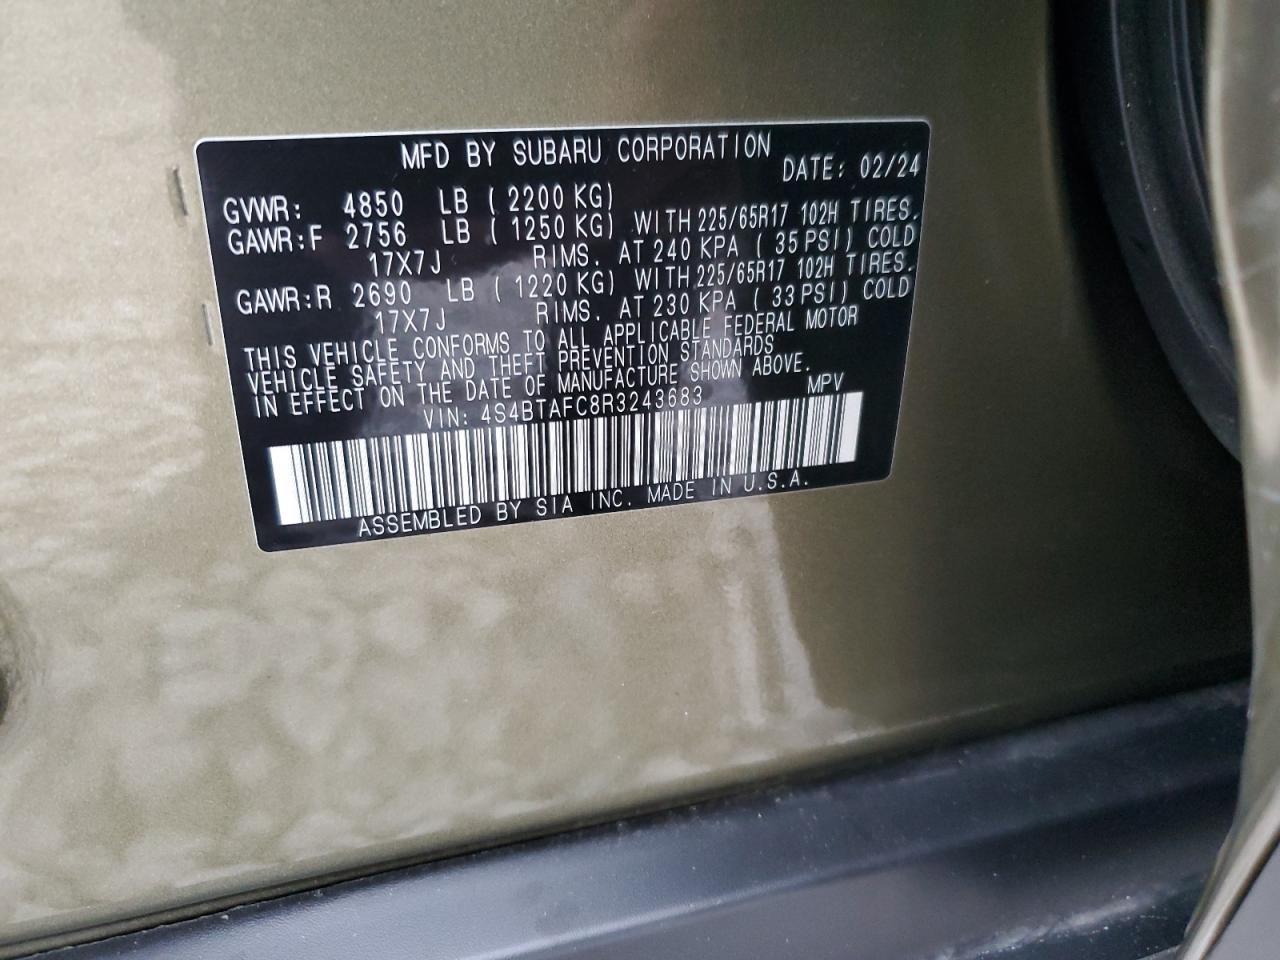 MFD BY SUBARU CORPORATION DATE: 02/24
GVWR: 4850 LB ( 2200 KG)
GAWR:F 2756 LB ( 1250 KG) WITH 225/65R17 102H TIRES.
17X7J RIMS. AT 240 KPA ( 35 PSI) COLD
GAWR:R 2690 LB ( 1220 KG) WITH 225/65R17 102H TIRES.
17X7J RIMS. AT 230 KPA ( 33 PSI) COLD
THIS VEHICLE CONFORMS TO ALL APPLICABLE FEDERAL MOTOR
VEHICLE SAFETY AND THEFT PREVENTION STANDARDS
IN EFFECT ON THE DATE OF MANUFACTURE SHOWN ABOVE.
VIN: 4S4BTAFC8R3243683 MPV
ASSEMBLED BY SIA INC. MADE IN U.S.A.